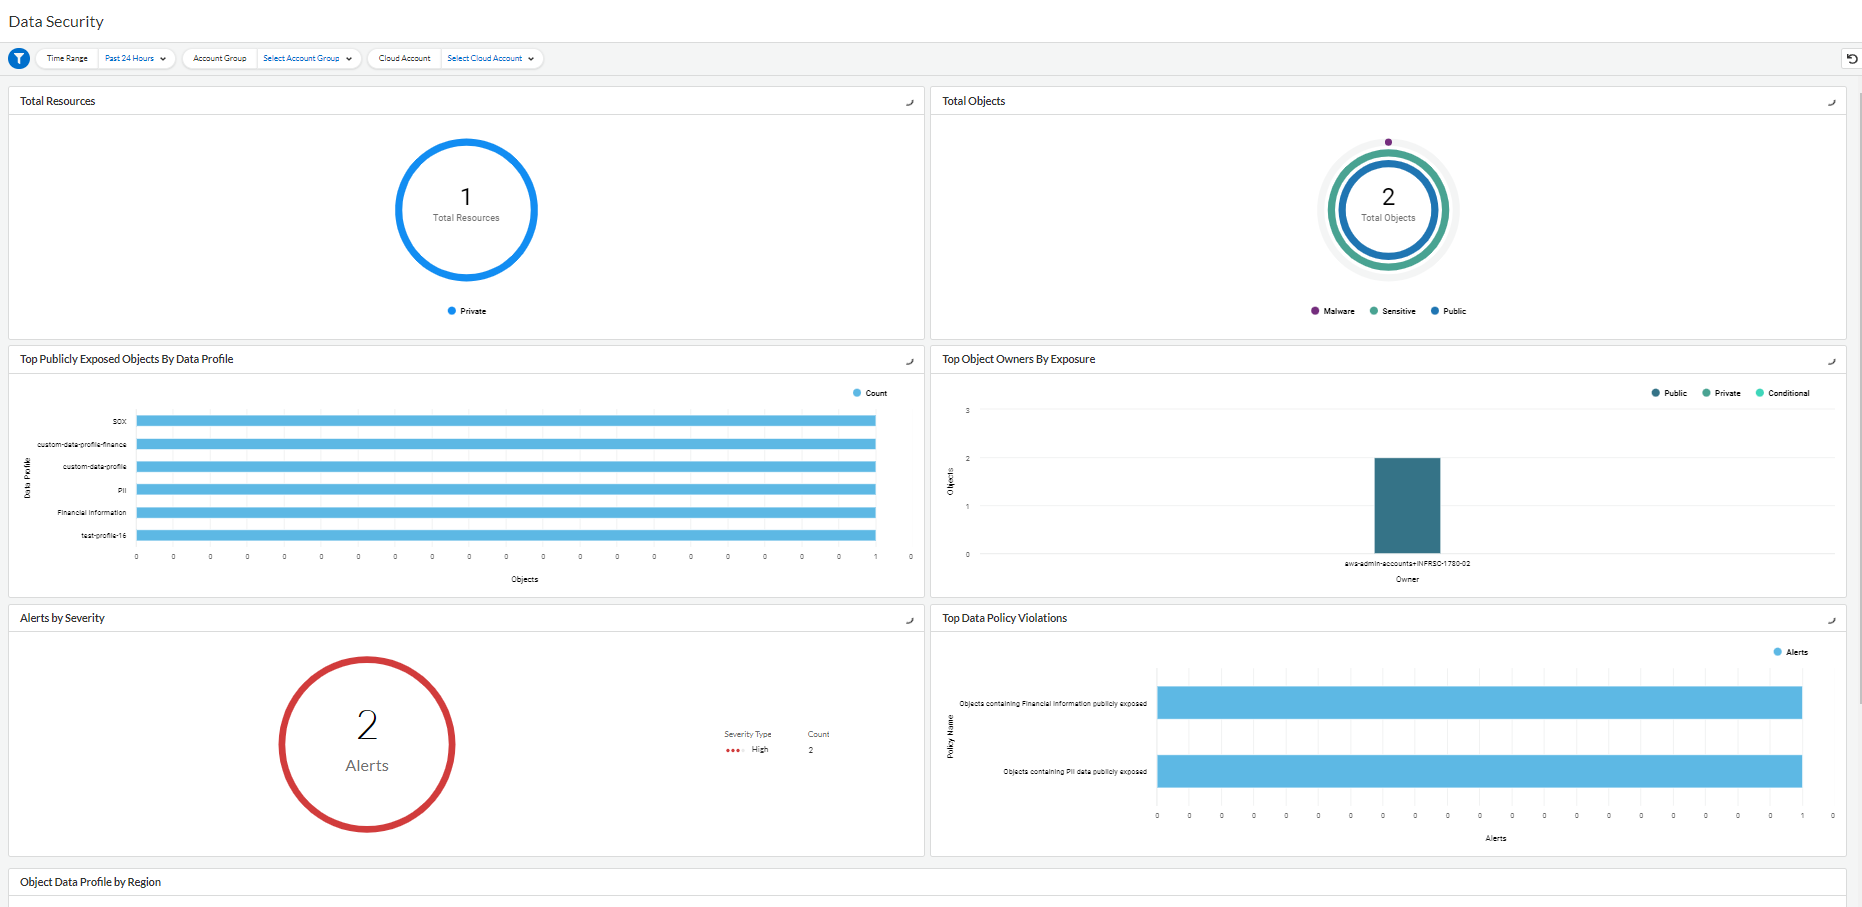 Data Security
Time Range Past 24 Hours Account Group Select Account Group Cloud Account Select Cloud Account
Total Resources
1
Total Resources
Private
Total Objects
2
Total Objects
Malware Sensitive Public
Top Publicly Exposed Objects By Data Profile
Count
Data Profile
SOX
custom-data-profile-finance
custom-data-profile
PII
Financial Information
test-profile-16
0 0 0 0 0 0 0 0 0 0 0 0 0 0 0 0 0 0 0 0 1 0
Objects
Top Object Owners By Exposure
Public Private Conditional
Objects
3
2
1
0
aws-admin-accounts+INFRSC-1780-02
Owner
Alerts by Severity
2
Alerts
Severity Type Count
High 2
Top Data Policy Violations
Alerts
Policy Name
Objects containing Financial Information publicly exposed
Objects containing PII data publicly exposed
0 0 0 0 0 0 0 0 0 0 0 0 0 0 0 0 0 0 0 0 1 0
Alerts
Object Data Profile by Region